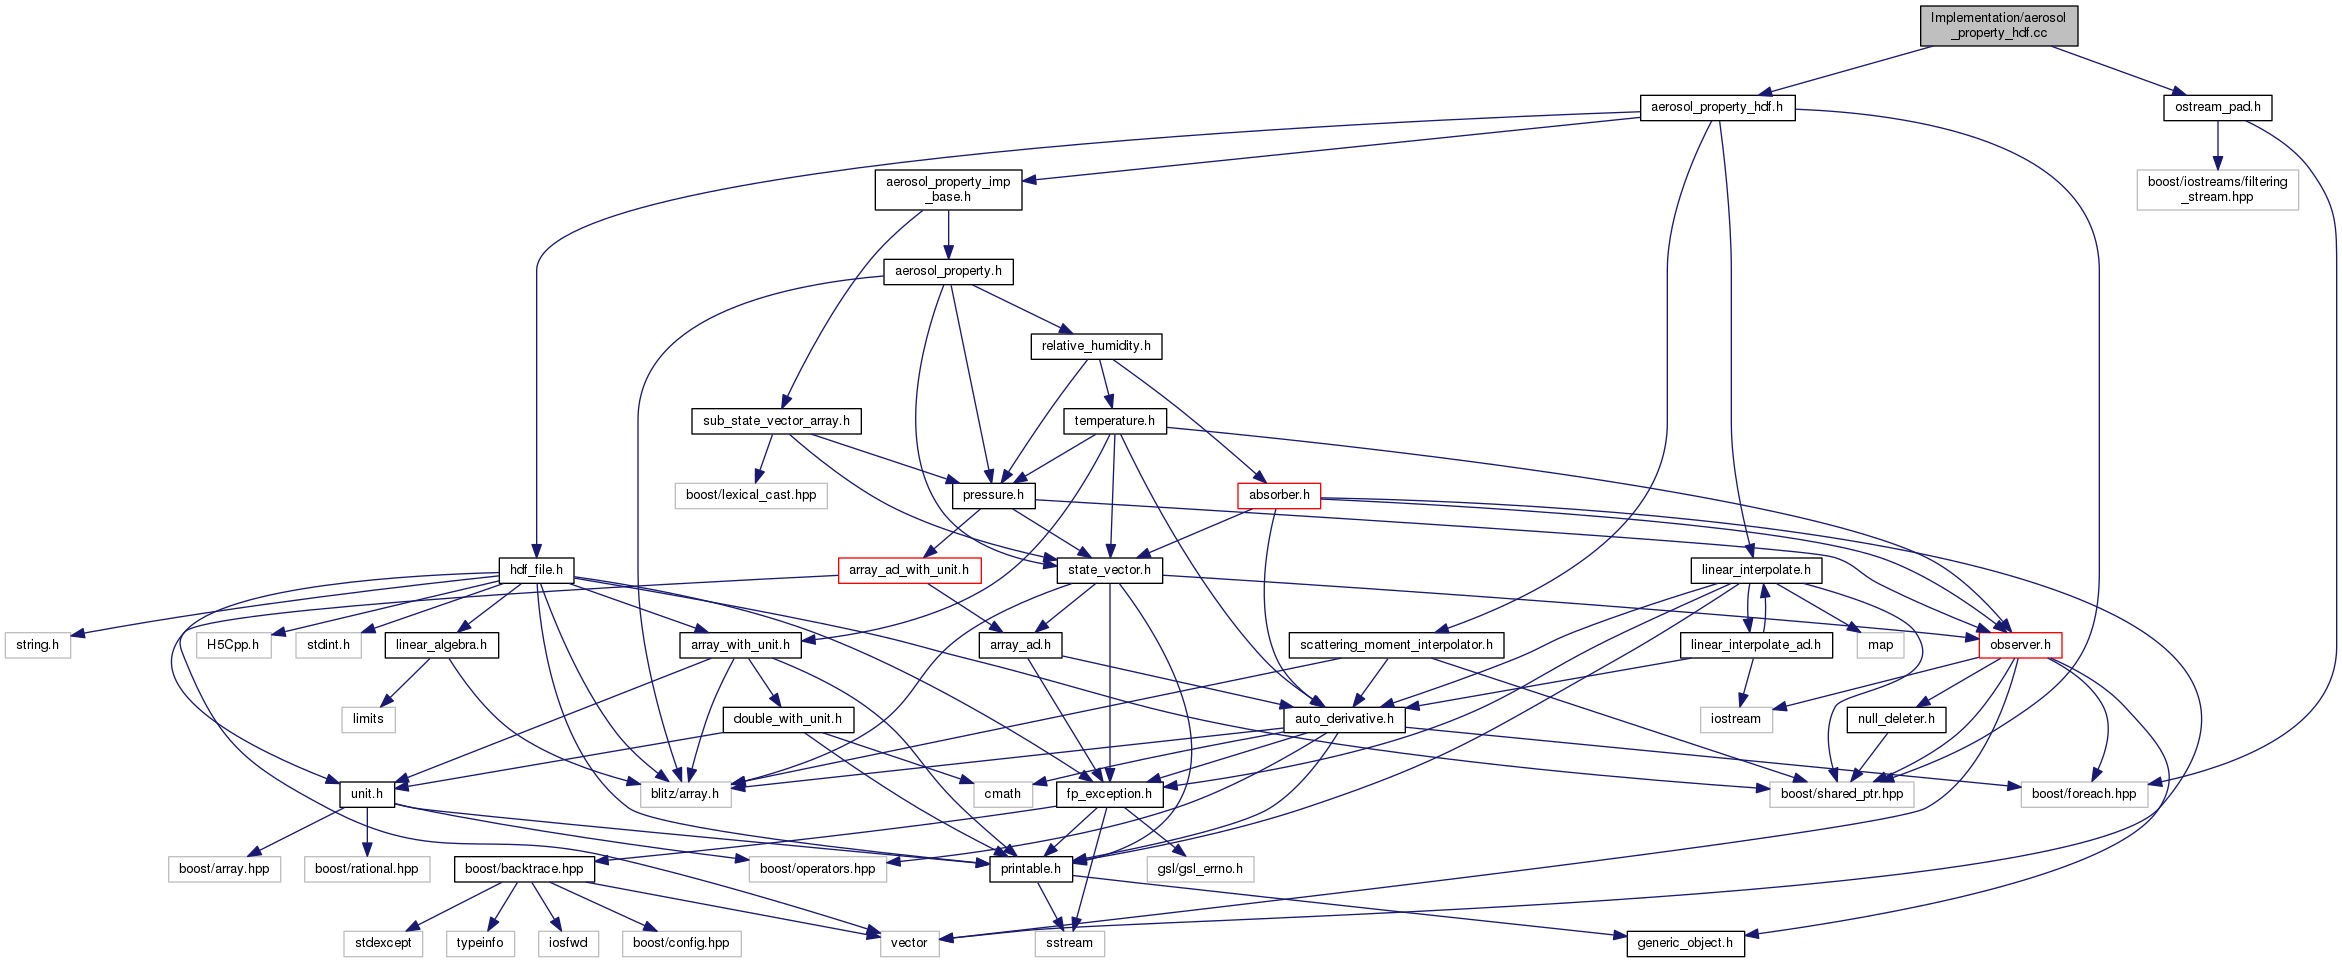 Implementation/aerosol
_property_hdf.cc
aerosol_property_hdf.h
ostream_pad.h
aerosol_property_imp
_base.h
boost/iostreams/filtering
_stream.hpp
aerosol_property.h
relative_humidity.h
sub_state_vector_array.h
temperature.h
boost/lexical_cast.hpp
pressure.h
absorber.h
hdf_file.h
array_ad_with_unit.h
state_vector.h
linear_interpolate.h
string.h
H5Cpp.h
stdint.h
linear_algebra.h
array_with_unit.h
array_ad.h
scattering_moment_interpolator.h
linear_interpolate_ad.h
map
observer.h
limits
double_with_unit.h
auto_derivative.h
iostream
null_deleter.h
unit.h
blitz/array.h
cmath
fp_exception.h
boost/shared_ptr.hpp
boost/foreach.hpp
boost/array.hpp
boost/rational.hpp
boost/backtrace.hpp
boost/operators.hpp
printable.h
gsl/gsl_errno.h
stdexcept
typeinfo
iosfwd
boost/config.hpp
vector
sstream
generic_object.h